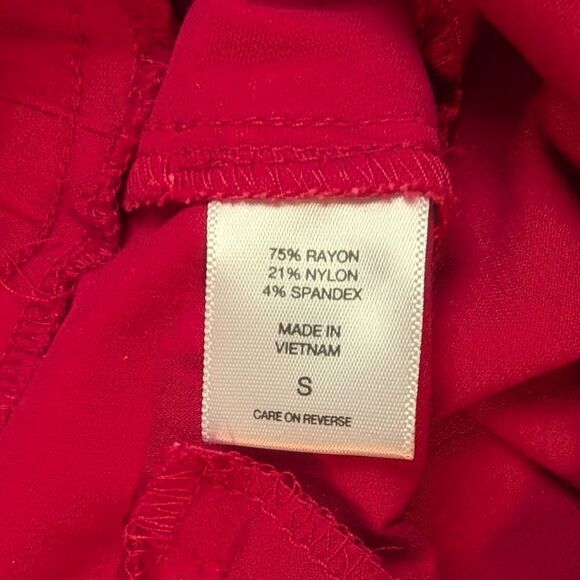 75% RAYON
21% NYLON
4% SPANDEX
MADE IN
VIETNAM
S
CARE ON REVERSE